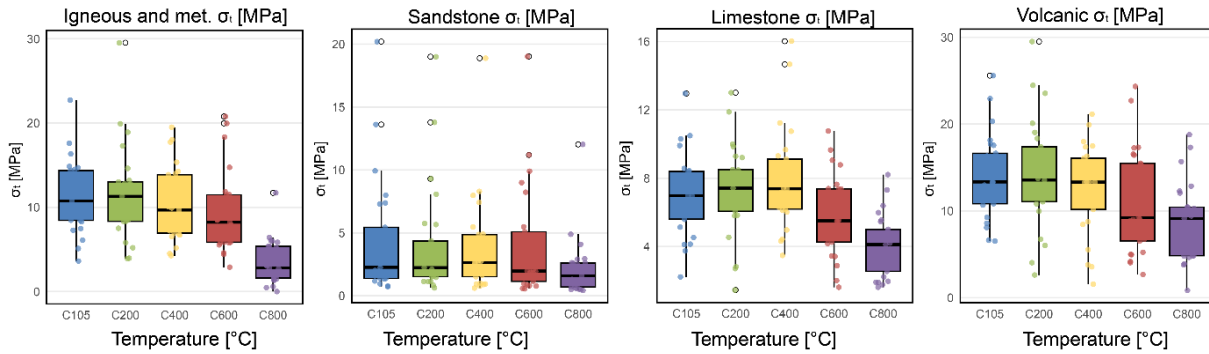 Igneous and met. σₜ [MPa]
σₜ [MPa]
30
20
10
0
C105 C200 C400 C600 C800
Temperature [°C]
Sandstone σₜ [MPa]
σₜ [MPa]
20
15
10
5
0
C105 C200 C400 C600 C800
Temperature [°C]
Limestone σₜ [MPa]
σₜ [MPa]
16
12
8
4
C105 C200 C400 C600 C800
Temperature [°C]
Volcanic σₜ [MPa]
σₜ [MPa]
30
20
10
0
C105 C200 C400 C600 C800
Temperature [°C]